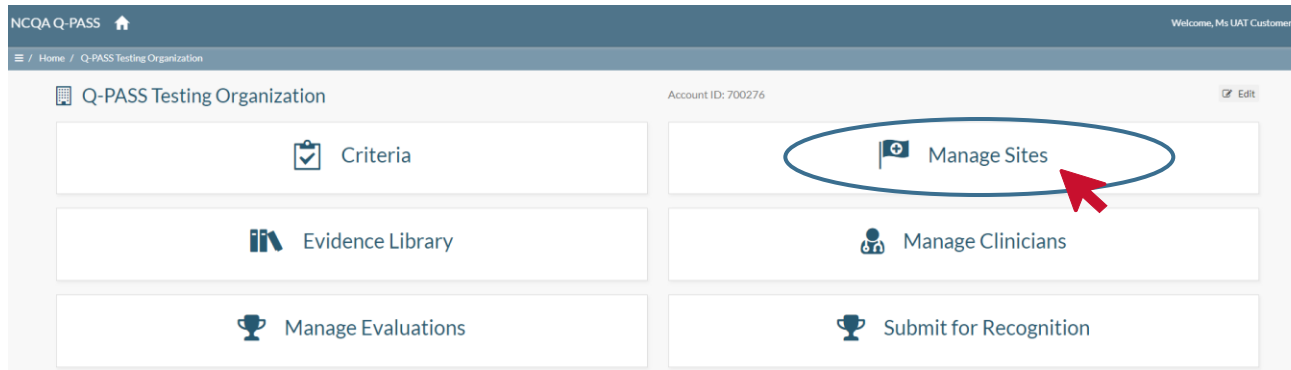 NCQA Q-PASS
Welcome, Ms UAT Customer
/ Home / Q-PASS Testing Organization
Q-PASS Testing Organization
Account ID: 700276
Edit
Criteria
Manage Sites
Evidence Library
Manage Clinicians
Manage Evaluations
Submit for Recognition